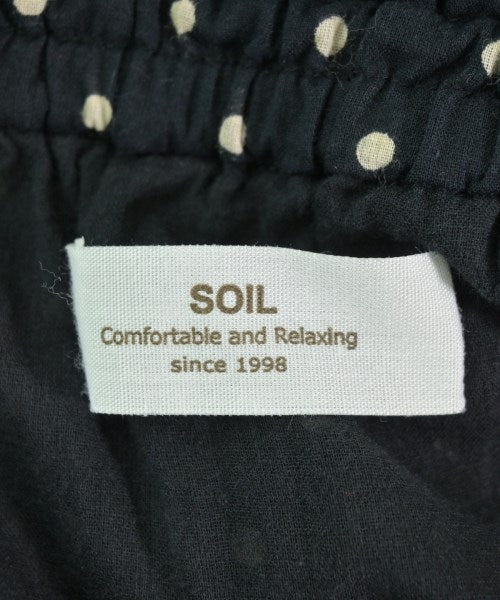 SOIL
Comfortable and Relaxing
since 1998